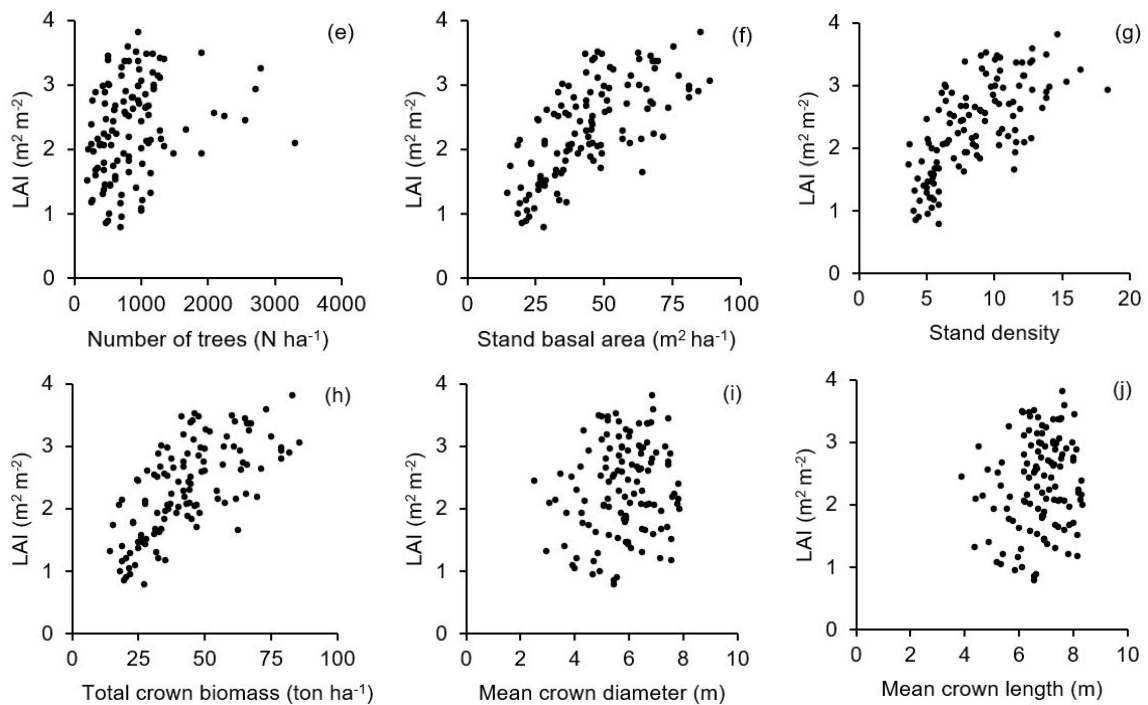 (e)
LAI (m² m⁻²)
4
3
2
1
0
0 1000 2000 3000 4000
Number of trees (N ha⁻¹)
(f)
LAI (m² m⁻²)
4
3
2
1
0
0 25 50 75 100
Stand basal area (m² ha⁻¹)
(g)
LAI (m² m⁻²)
4
3
2
1
0
0 5 10 15 20
Stand density
(h)
LAI (m² m⁻²)
4
3
2
1
0
0 25 50 75 100
Total crown biomass (ton ha⁻¹)
(i)
LAI (m² m⁻²)
4
3
2
1
0
0 2 4 6 8 10
Mean crown diameter (m)
(j)
LAI (m² m⁻²)
4
3
2
1
0
0 2 4 6 8 10
Mean crown length (m)